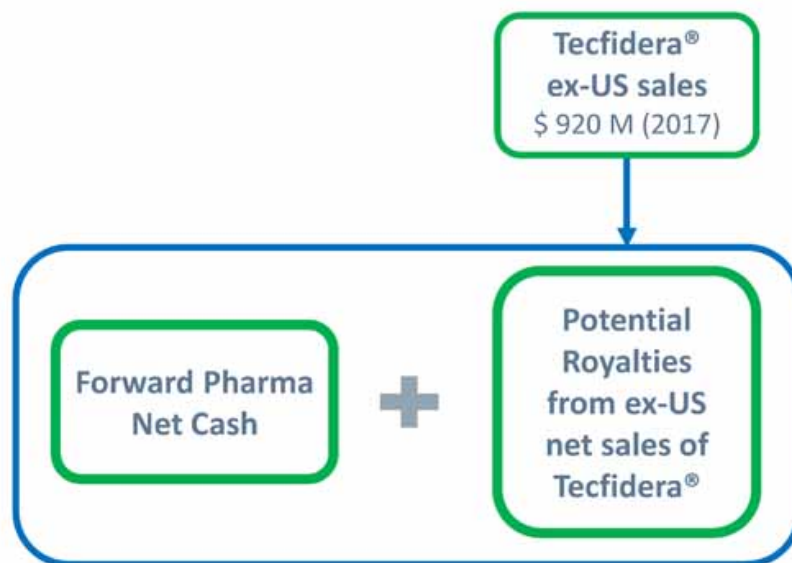 Tecfidera®
ex-US sales
$ 920 M (2017)
Forward Pharma
Net Cash
Potential
Royalties
from ex-US
net sales of
Tecfidera®